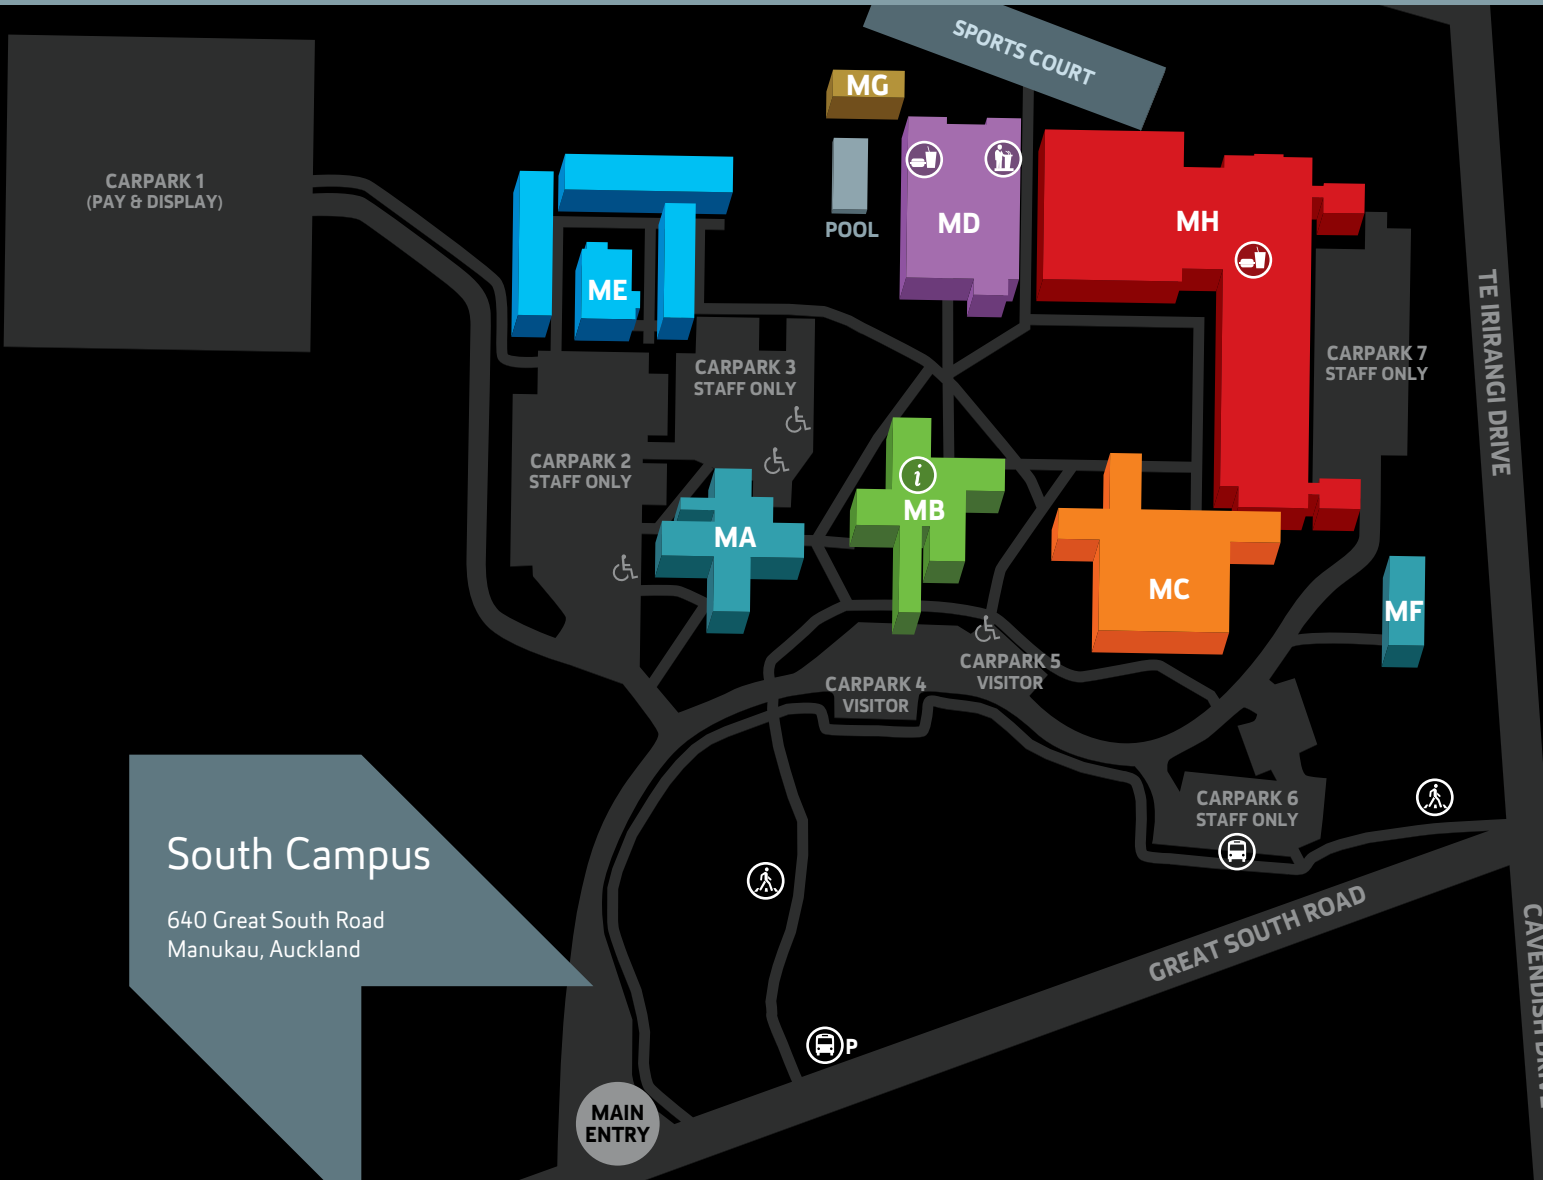 SPORTS COURT
MG
CARPARK 1
(PAY & DISPLAY)
POOL
MD
MH
ME
TE IRIRANGI DRIVE
CARPARK 3
STAFF ONLY
CARPARK 7
STAFF ONLY
CARPARK 2
STAFF ONLY
i
MB
MA
MC
MF
CARPARK 5
VISITOR
CARPARK 4
VISITOR
CARPARK 6
STAFF ONLY
South Campus
640 Great South Road
Manukau, Auckland
GREAT SOUTH ROAD
CAVENDISH DRIVE
P
MAIN
ENTRY